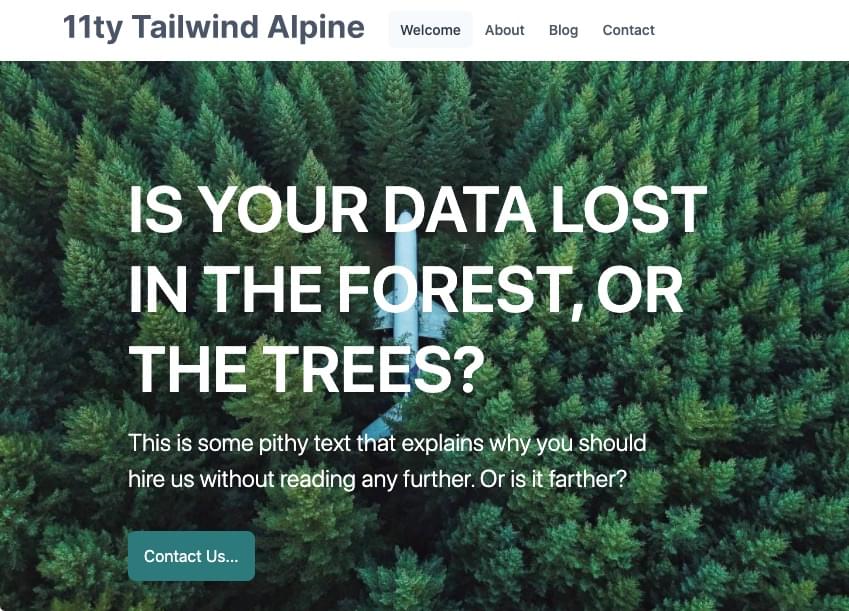 11ty Tailwind Alpine
Welcome About Blog Contact
IS YOUR DATA LOST
IN THE FOREST, OR
THE TREES?
This is some pithy text that explains why you should
hire us without reading any further. Or is it farther?
Contact Us...